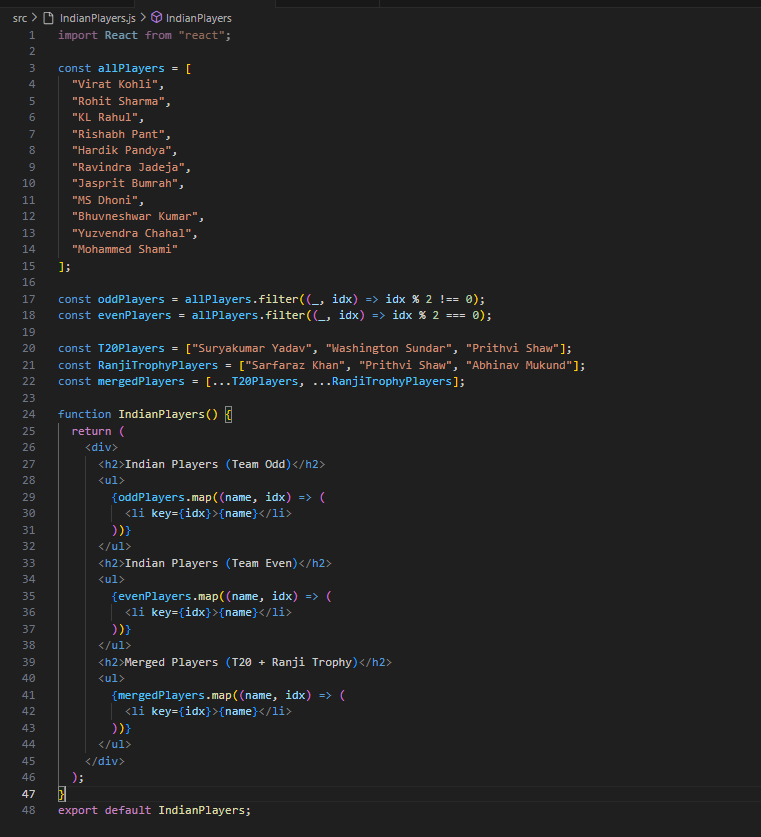 src > IndianPlayers.js > IndianPlayers
1 import React from "react";
2
3 const allPlayers = [
4   "Virat Kohli",
5   "Rohit Sharma",
6   "KL Rahul",
7   "Rishabh Pant",
8   "Hardik Pandya",
9   "Ravindra Jadeja",
10   "Jasprit Bumrah",
11   "MS Dhoni",
12   "Bhuvneshwar Kumar",
13   "Yuzvendra Chahal",
14   "Mohammed Shami"
15 ];
16
17 const oddPlayers = allPlayers.filter((_, idx) => idx % 2 !== 0);
18 const evenPlayers = allPlayers.filter((_, idx) => idx % 2 === 0);
19
20 const T20Players = ["Suryakumar Yadav", "Washington Sundar", "Prithvi Shaw"];
21 const RanjiTrophyPlayers = ["Sarfaraz Khan", "Prithvi Shaw", "Abhinav Mukund"];
22 const mergedPlayers = [...T20Players, ...RanjiTrophyPlayers];
23
24 function IndianPlayers() {
25   return (
26     <div>
27       <h2>Indian Players (Team Odd)</h2>
28       <ul>
29         {oddPlayers.map((name, idx) => (
30           <li key={idx}>{name}</li>
31         ))}
32       </ul>
33       <h2>Indian Players (Team Even)</h2>
34       <ul>
35         {evenPlayers.map((name, idx) => (
36           <li key={idx}>{name}</li>
37         ))}
38       </ul>
39       <h2>Merged Players (T20 + Ranji Trophy)</h2>
40       <ul>
41         {mergedPlayers.map((name, idx) => (
42           <li key={idx}>{name}</li>
43         ))}
44       </ul>
45     </div>
46   );
47 }
48 export default IndianPlayers;